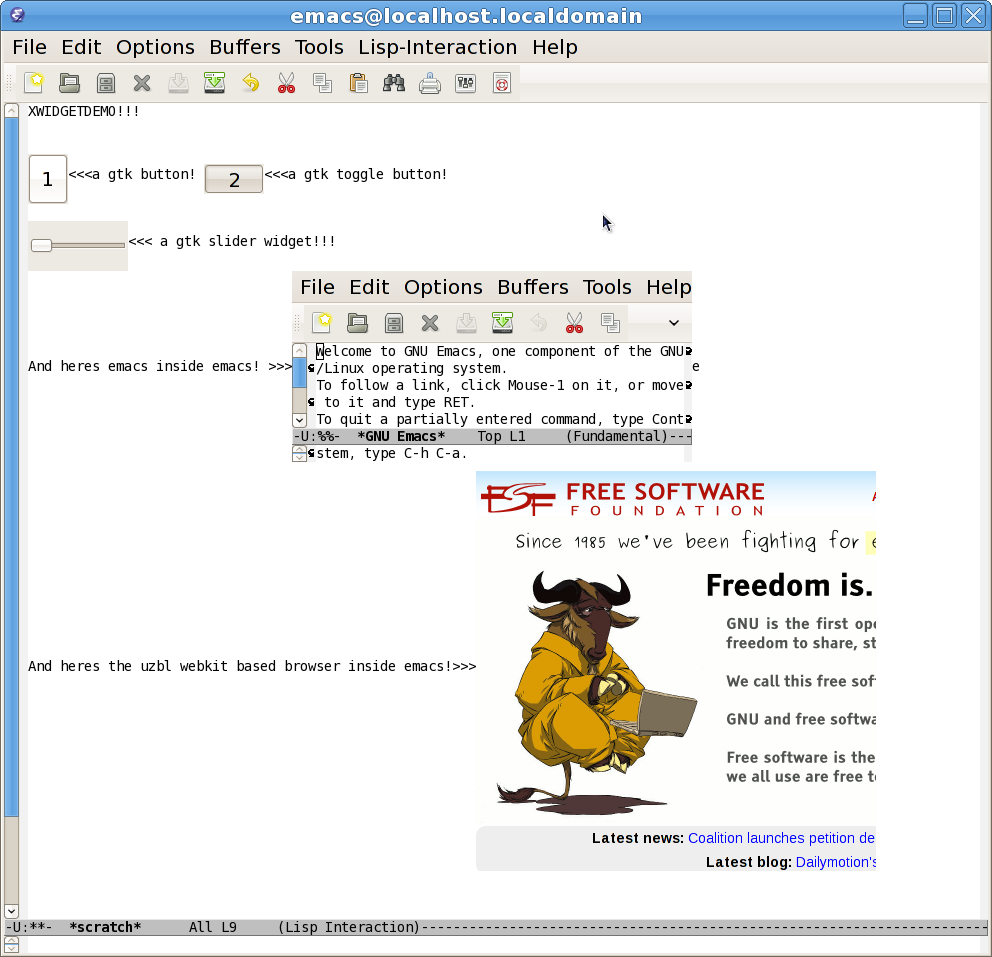 emacs@localhost.localdomain
File Edit Options Buffers Tools Lisp-Interaction Help
XWIDGETDEMO!!!
1 <<<a gtk button! 2 <<<a gtk toggle button!
<<< a gtk slider widget!!!
File Edit Options Buffers Tools Help
Welcome to GNU Emacs, one component of the GNU
And heres emacs inside emacs! >>> /Linux operating system. e
To follow a link, click Mouse-1 on it, or move
to it and type RET.
To quit a partially entered command, type Cont
-U:%%- *GNU Emacs* Top L1 (Fundamental)---
stem, type C-h C-a.
FREE SOFTWARE
FOUNDATION
Since 1985 we've been fighting for
Freedom is.
GNU is the first ope
freedom to share, st
And heres the uzbl webkit based browser inside emacs!>>>
We call this free sof
GNU and free softwa
Free software is the
we all use are free to
Latest news: Coalition launches petition de
Latest blog: Dailymotion's
-U:**- *scratch* All L9 (Lisp Interaction)----------------------------------------------------------------------